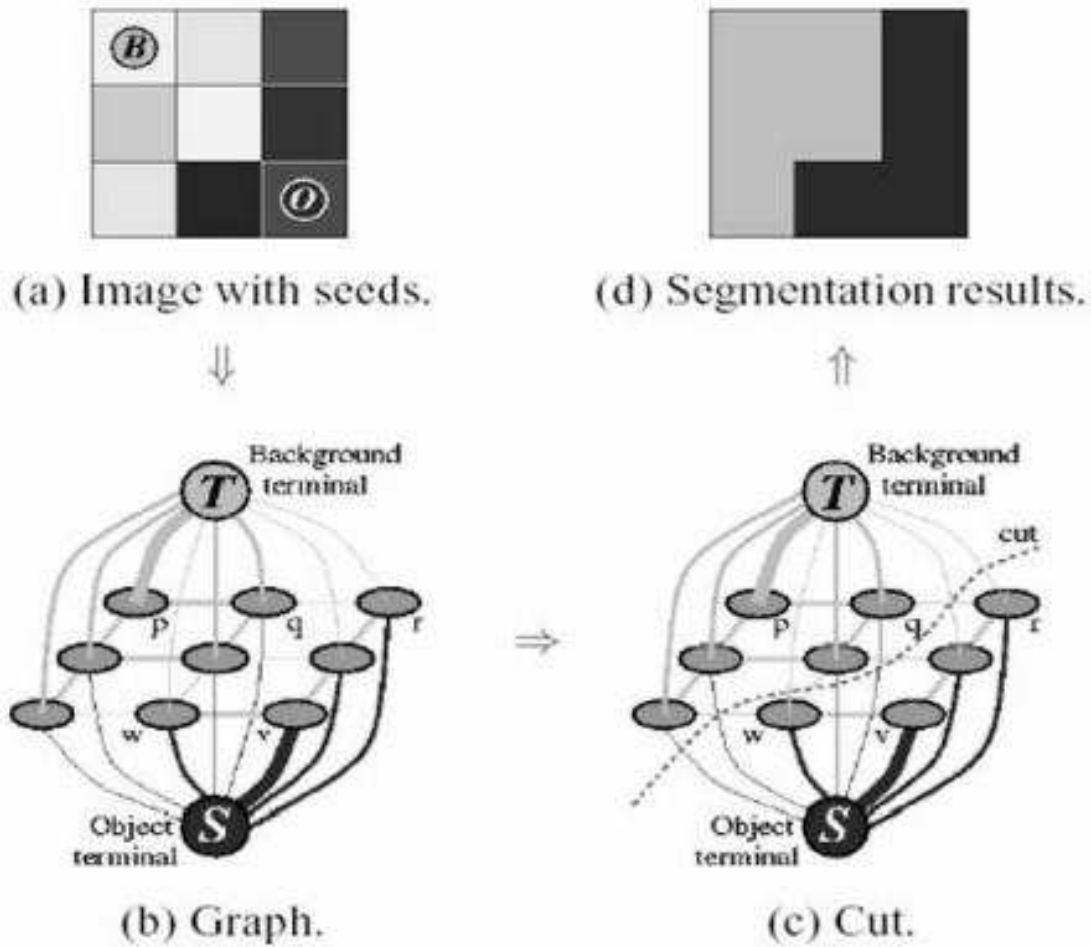 B
O
(a) Image with seeds.
(d) Segmentation results.
⇓
⇑
Background
terminal
T
p
q
r
w
v
Object
terminal
S
(b) Graph.
⇒
Background
terminal
T
cut
p
q
r
w
v
Object
terminal
S
(c) Cut.